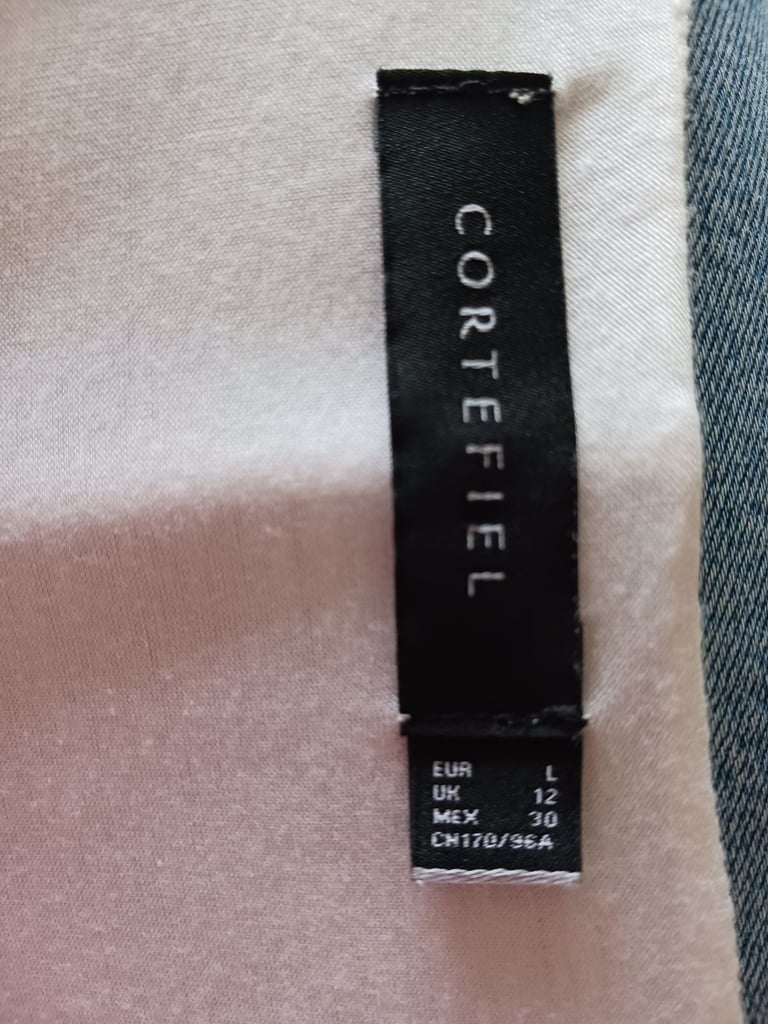 CORTEFIEL
EUR L
UK 12
MEX 30
CH170/96A